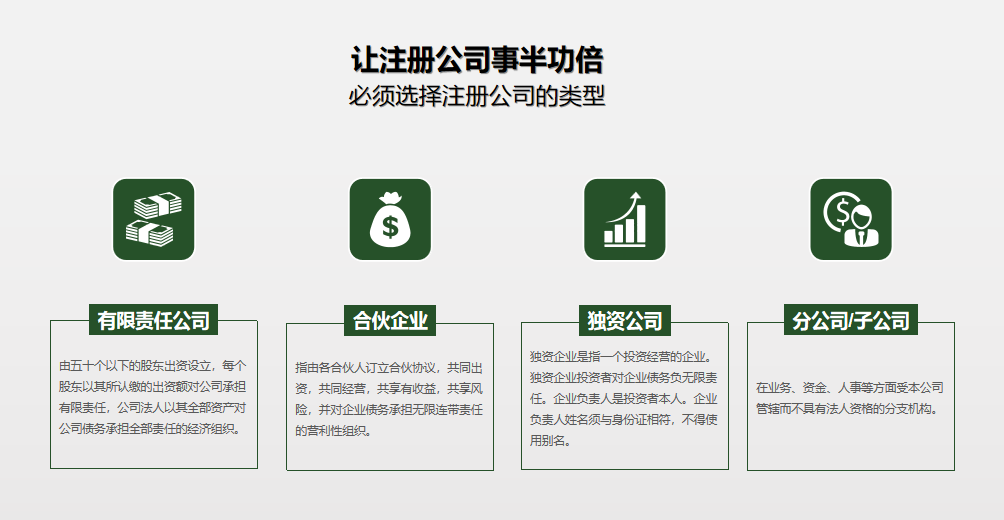 让注册公司事半功倍
必须选择注册公司的类型
有限责任公司
由五十个以下的股东出资设立，每个
股东以其所认缴的出资额对公司承担
有限责任，公司法人以其全部资产对
公司债务承担全部责任的经济组织。
合伙企业
指由各合伙人订立合伙协议，共同出
资，共同经营，共享有收益，共享风
险，并对企业债务承担无限连带责任
的营利性组织。
独资公司
独资企业是指一个投资经营的企业。
独资企业投资者对企业债务负无限责
任。企业负责人是投资者本人。企业
负责人姓名须与身份证相符，不得使
用别名。
分公司/子公司
在业务、资金、人事等方面受本公司
管辖而不具有法人资格的分支机构。